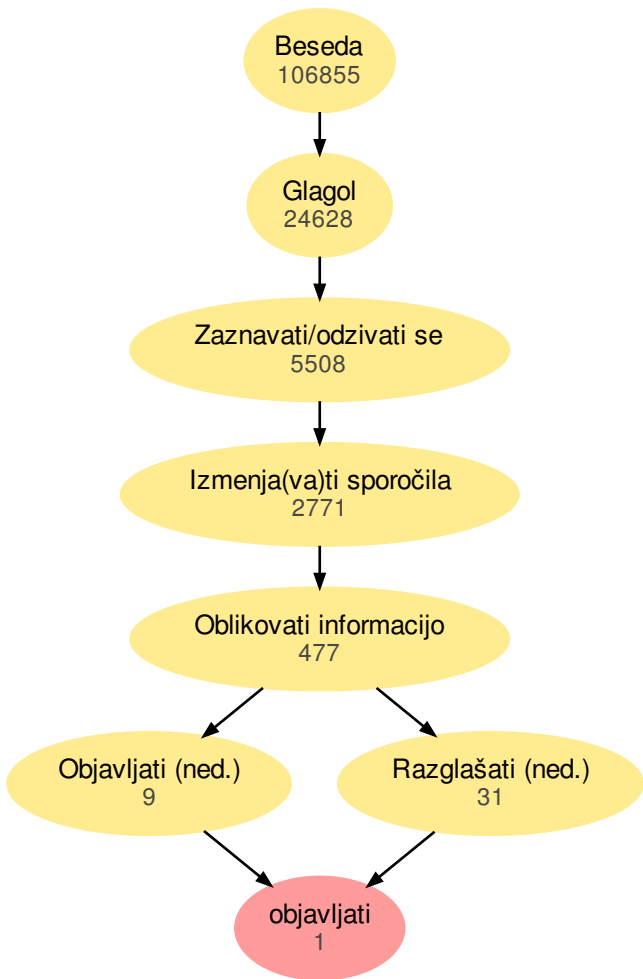 Beseda
106855
Glagol
24628
Zaznavati/odzivati se
5508
Izmenja(va)ti sporočila
2771
Oblikovati informacijo
477
Objavljati (ned.)
9
Razglašati (ned.)
31
objavljati
1